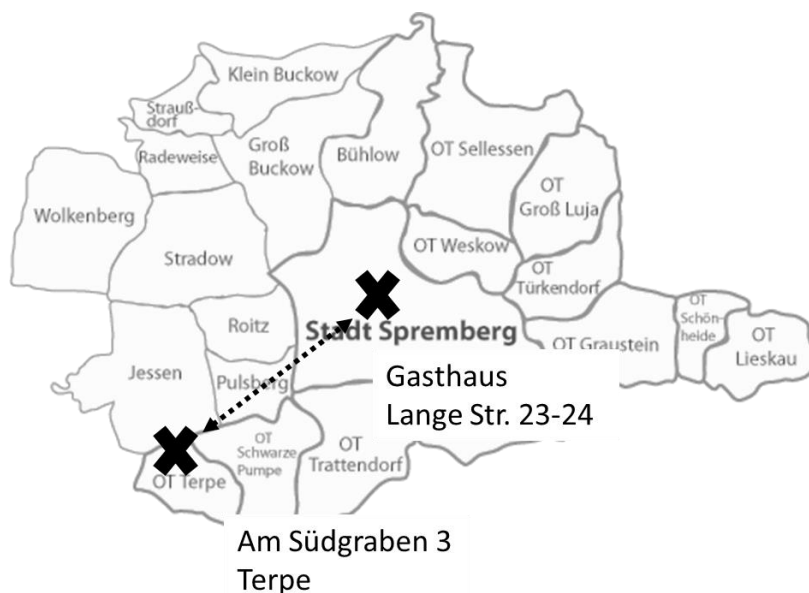 Klein Buckow
Strauß-
dorf
Radeweise
Groß
Buckow
Bühlow
OT Sellessen
OT
Groß Luja
Wolkenberg
Stradow
OT Weskow
OT
Türkendorf
Roitz
Stadt Spremberg
OT Graustein
OT
Schön-
heide
OT
Lieskau
Jessen
Pulsberg
Gasthaus
Lange Str. 23-24
OT
Schwarze
Pumpe
OT
Trattendorf
OT Terpe
Am Südgraben 3
Terpe